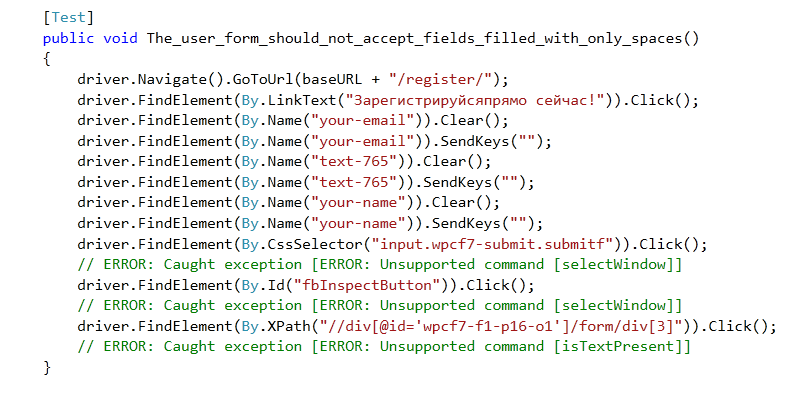 [Test]
public void The_user_form_should_not_accept_fields_filled_with_only_spaces()
{
driver.Navigate().GoToUrl(baseURL + "/register/");
driver.FindElement(By.LinkText("Зарегистрируйсяпрямо сейчас!")).Click();
driver.FindElement(By.Name("your-email")).Clear();
driver.FindElement(By.Name("your-email")).SendKeys("");
driver.FindElement(By.Name("text-765")).Clear();
driver.FindElement(By.Name("text-765")).SendKeys("");
driver.FindElement(By.Name("your-name")).Clear();
driver.FindElement(By.Name("your-name")).SendKeys("");
driver.FindElement(By.CssSelector("input.wpcf7-submit.submitf")).Click();
// ERROR: Caught exception [ERROR: Unsupported command [selectWindow]]
driver.FindElement(By.Id("fbInspectButton")).Click();
// ERROR: Caught exception [ERROR: Unsupported command [selectWindow]]
driver.FindElement(By.XPath("//div[@id='wpcf7-f1-p16-o1']/form/div[3]")).Click();
// ERROR: Caught exception [ERROR: Unsupported command [isTextPresent]]
}